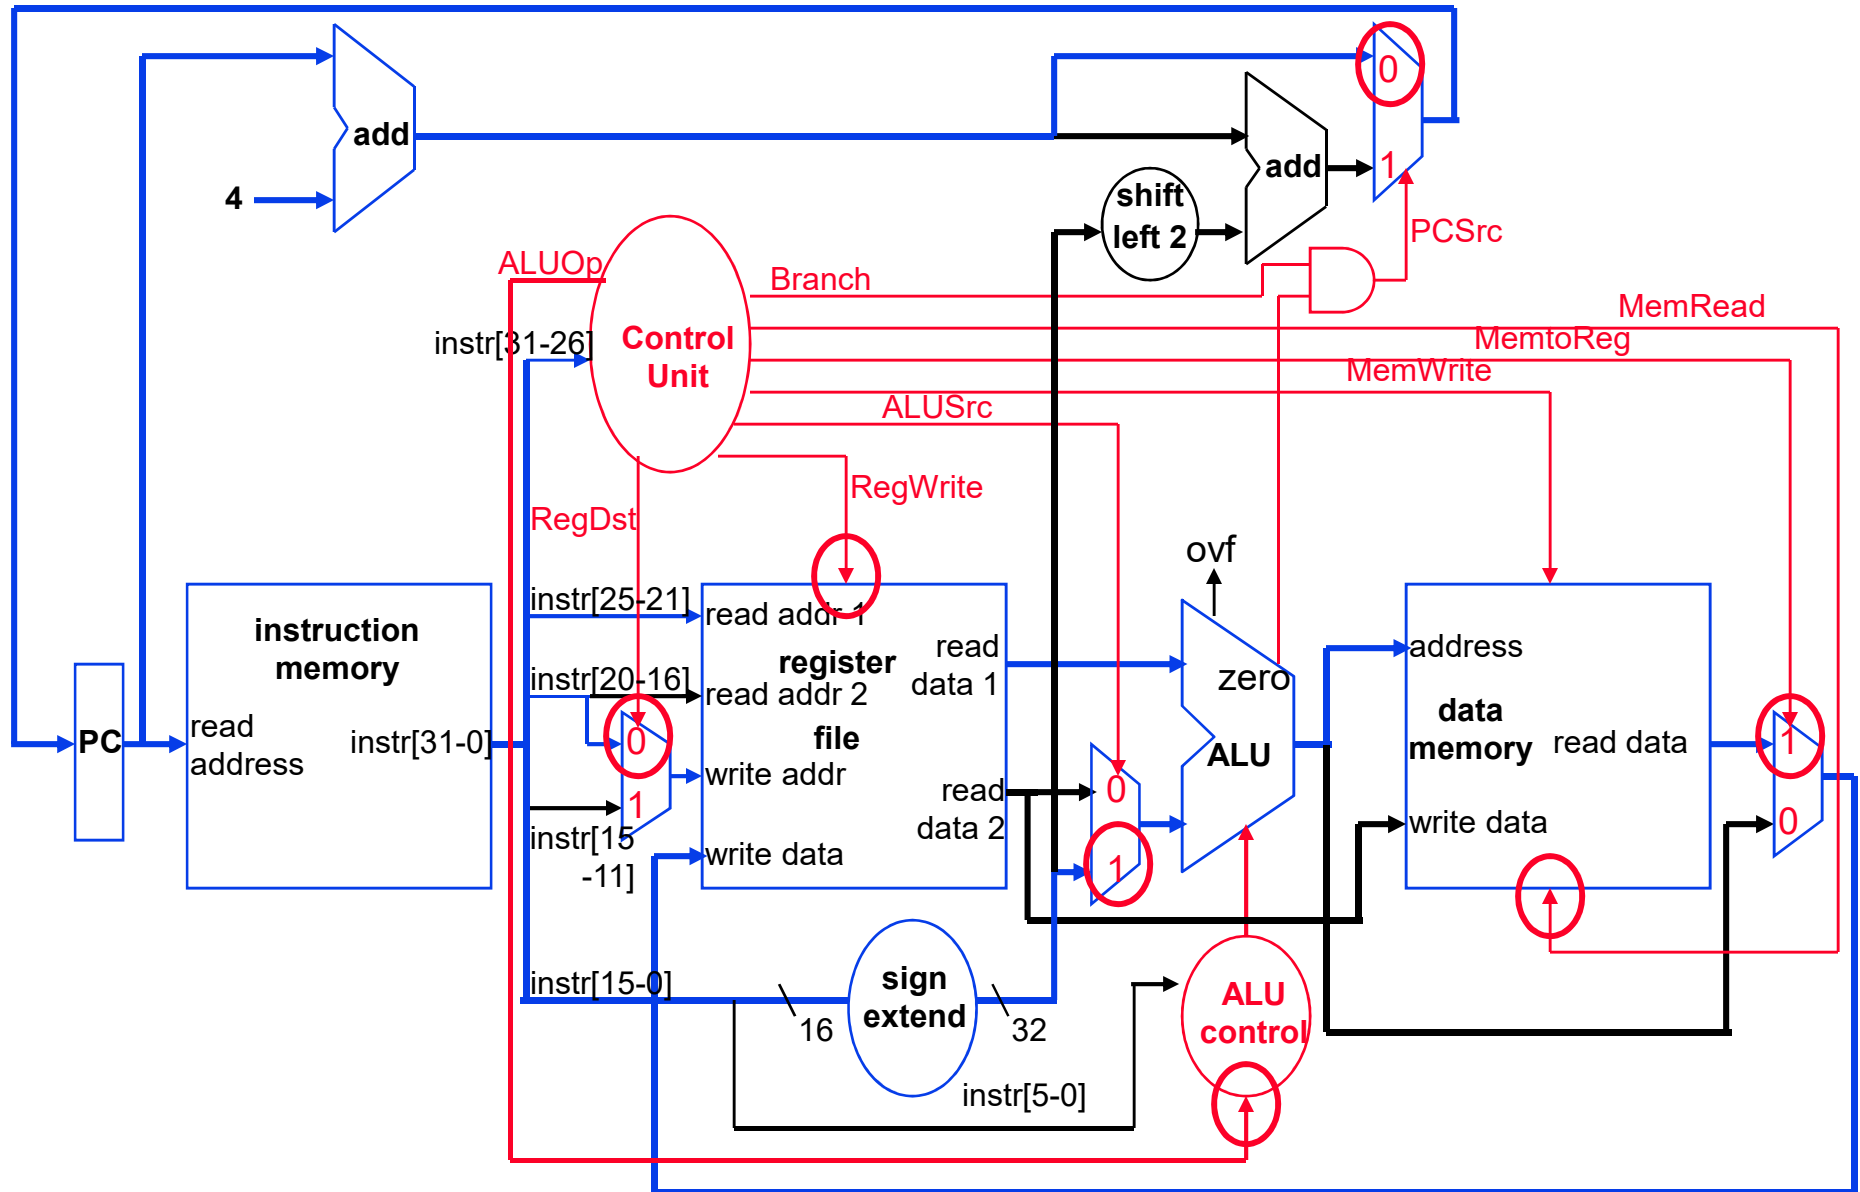 0
add
1
add
4
shift
left 2
PCSrc
ALUOp
Branch
MemRead
instr[31-26]
Control
Unit
MemtoReg
MemWrite
ALUSrc
RegWrite
RegDst
ovf
instr[25-21]
read addr 1
instruction
memory
register
file
read
data 1
instr[20-16]
read addr 2
zero
address
data
memory
PC
read
address
instr[31-0]
0
1
write addr
ALU
read data
1
0
read
data 2
0
1
write data
instr[15
-11]
write data
sign
extend
instr[15-0]
16
32
ALU
control
instr[5-0]